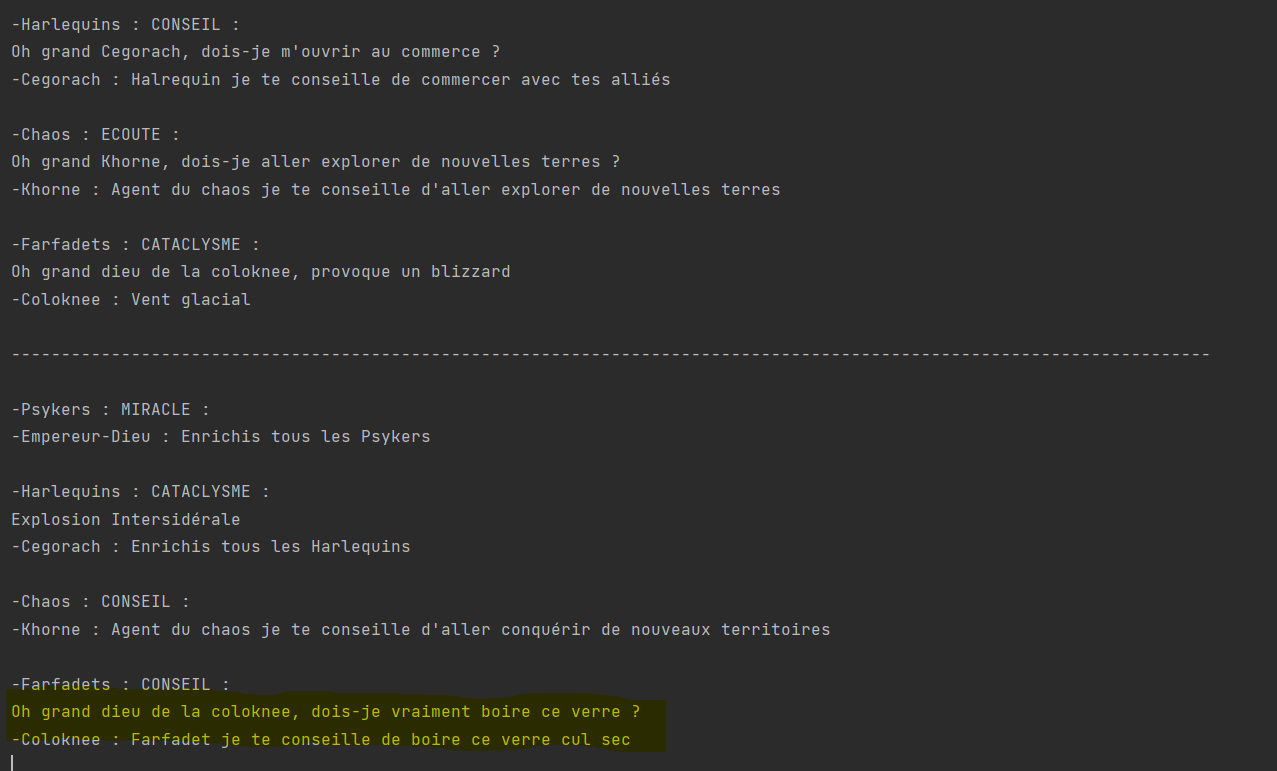 -Harlequins : CONSEIL :
Oh grand Cegorach, dois-je m'ouvrir au commerce ?
-Cegorach : Halrequin je te conseille de commercer avec tes alliés
-Chaos : ECOUTE :
Oh grand Khorne, dois-je aller explorer de nouvelles terres ?
-Khorne : Agent du chaos je te conseille d'aller explorer de nouvelles terres
-Farfadets : CATACLYSME :
Oh grand dieu de la coloknee, provoque un blizzard
-Coloknee : Vent glacial
------------------------------------------------------------------------------------------------------------------------
-Psykers : MIRACLE :
-Empereur-Dieu : Enrichis tous les Psykers
-Harlequins : CATACLYSME :
Explosion Intersidérale
-Cegorach : Enrichis tous les Harlequins
-Chaos : CONSEIL :
-Khorne : Agent du chaos je te conseille d'aller conquérir de nouveaux territoires
-Farfadets : CONSEIL :
Oh grand dieu de la coloknee, dois-je vraiment boire ce verre ?
-Coloknee : Farfadet je te conseille de boire ce verre cul sec